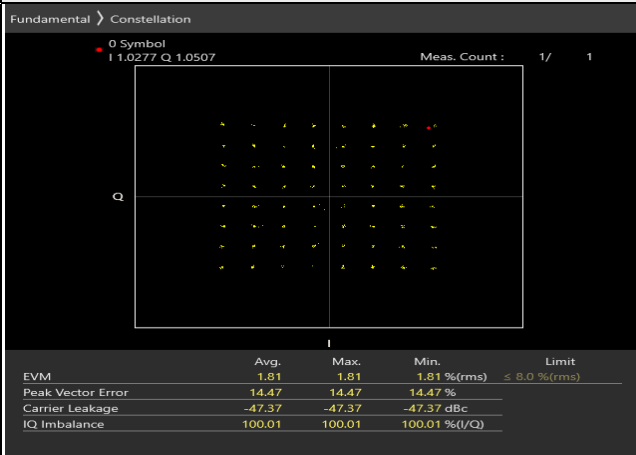 Fundamental 〉 Constellation
0 Symbol
I 1.0277 Q 1.0507
Meas. Count : 1/ 1
Q
I
Avg. Max. Min. Limit
EVM 1.81 1.81 1.81 %(rms) ≤ 8.0 %(rms)
Peak Vector Error 14.47 14.47 14.47 %
Carrier Leakage -47.37 -47.37 -47.37 dBc
IQ Imbalance 100.01 100.01 100.01 %(I/Q)